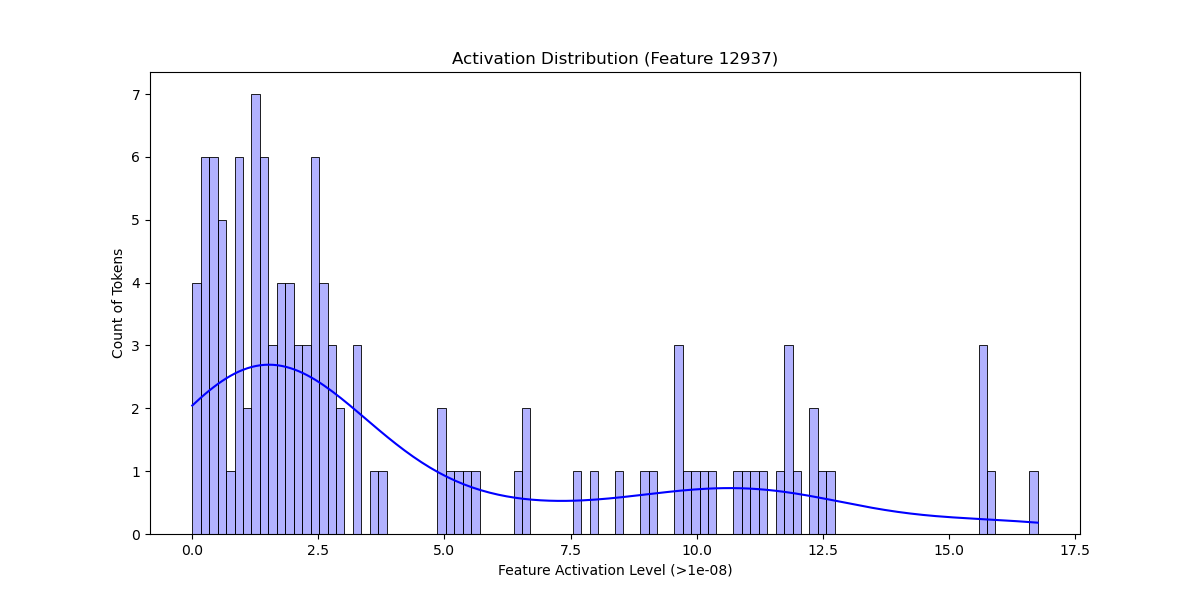 Activation Distribution (Feature 12937)
7
6
5
4
3
2
1
0
Count of Tokens
0.0 2.5 5.0 7.5 10.0 12.5 15.0 17.5
Feature Activation Level (>1e-08)